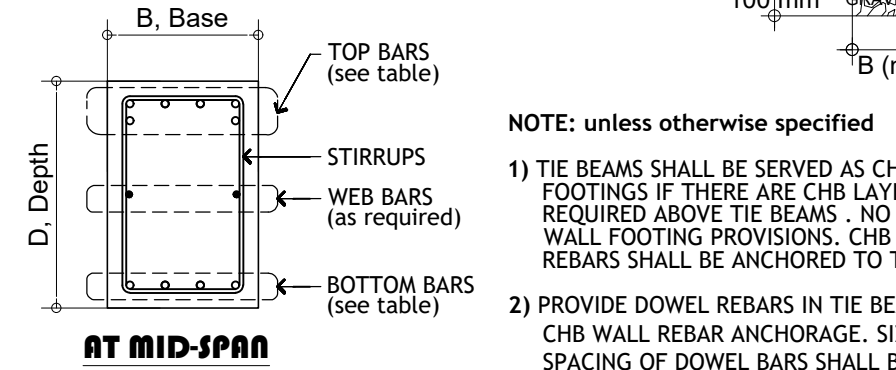 B, Base
TOP BARS
(see table)
STIRRUPS
WEB BARS
(as required)
BOTTOM BARS
(see table)
D, Depth
AT MID-SPAN
100 mm
B (
NOTE: unless otherwise specified
1) TIE BEAMS SHALL BE SERVED AS CH
FOOTINGS IF THERE ARE CHB
REQUIRED ABOVE TIE BEAMS . NO
WALL FOOTING PROVISIONS. CHB
REBARS SHALL BE ANCHORED TO T
2) PROVIDE DOWEL REBARS IN TIE BE
CHB WALL REBAR ANCHORAGE.
SPACING OF DOWEL BARS SHALL B